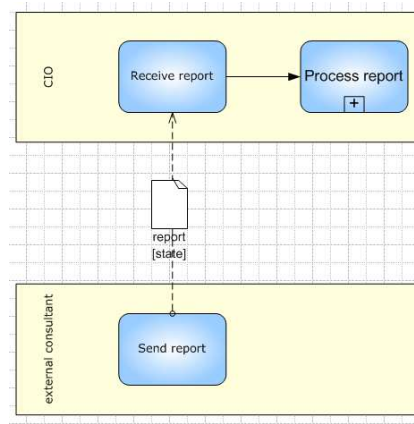 CIO
Receive report
Process report
+
report
[state]
external consultant
Send report